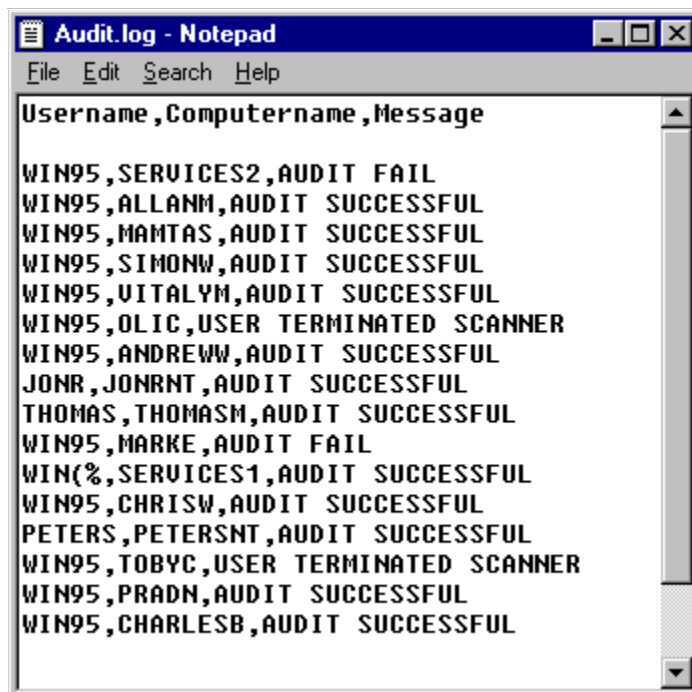 Audit.log - Notepad
File Edit Search Help
Username,Computername,Message
WIN95,SERVICES2,AUDIT FAIL
WIN95,ALLANM,AUDIT SUCCESSFUL
WIN95,MAMTAS,AUDIT SUCCESSFUL
WIN95,SIMONW,AUDIT SUCCESSFUL
WIN95,VITALYM,AUDIT SUCCESSFUL
WIN95,OLIC,USER TERMINATED SCANNER
WIN95,ANDREWW,AUDIT SUCCESSFUL
JONR,JONRNT,AUDIT SUCCESSFUL
THOMAS,THOMASM,AUDIT SUCCESSFUL
WIN95,MARKE,AUDIT FAIL
WIN(%,SERVICES1,AUDIT SUCCESSFUL
WIN95,CHRISW,AUDIT SUCCESSFUL
PETERS,PETERSNT,AUDIT SUCCESSFUL
WIN95,TOBYC,USER TERMINATED SCANNER
WIN95,PRADN,AUDIT SUCCESSFUL
WIN95,CHARLESB,AUDIT SUCCESSFUL